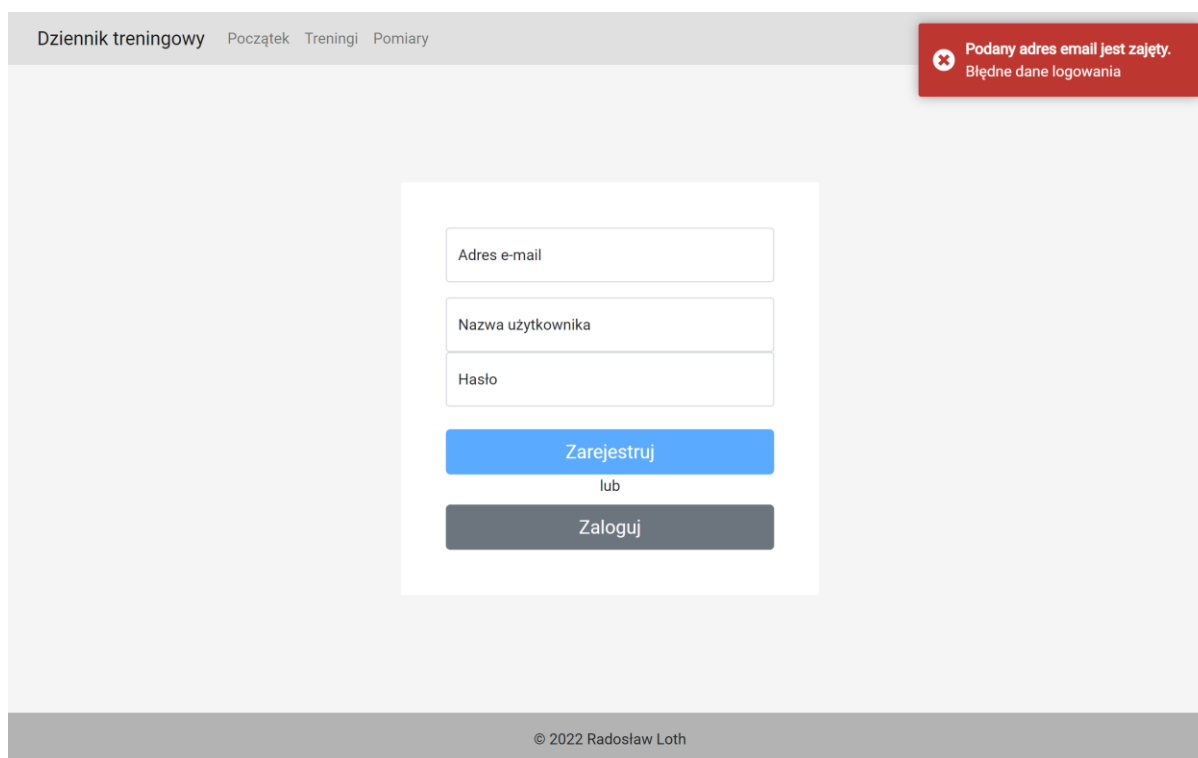 Dziennik treningowy Początek Treningi Pomiary
Podany adres email jest zajęty.
Błędne dane logowania
Adres e-mail
Nazwa użytkownika
Hasło
Zarejestruj
lub
Zaloguj
© 2022 Radosław Loth